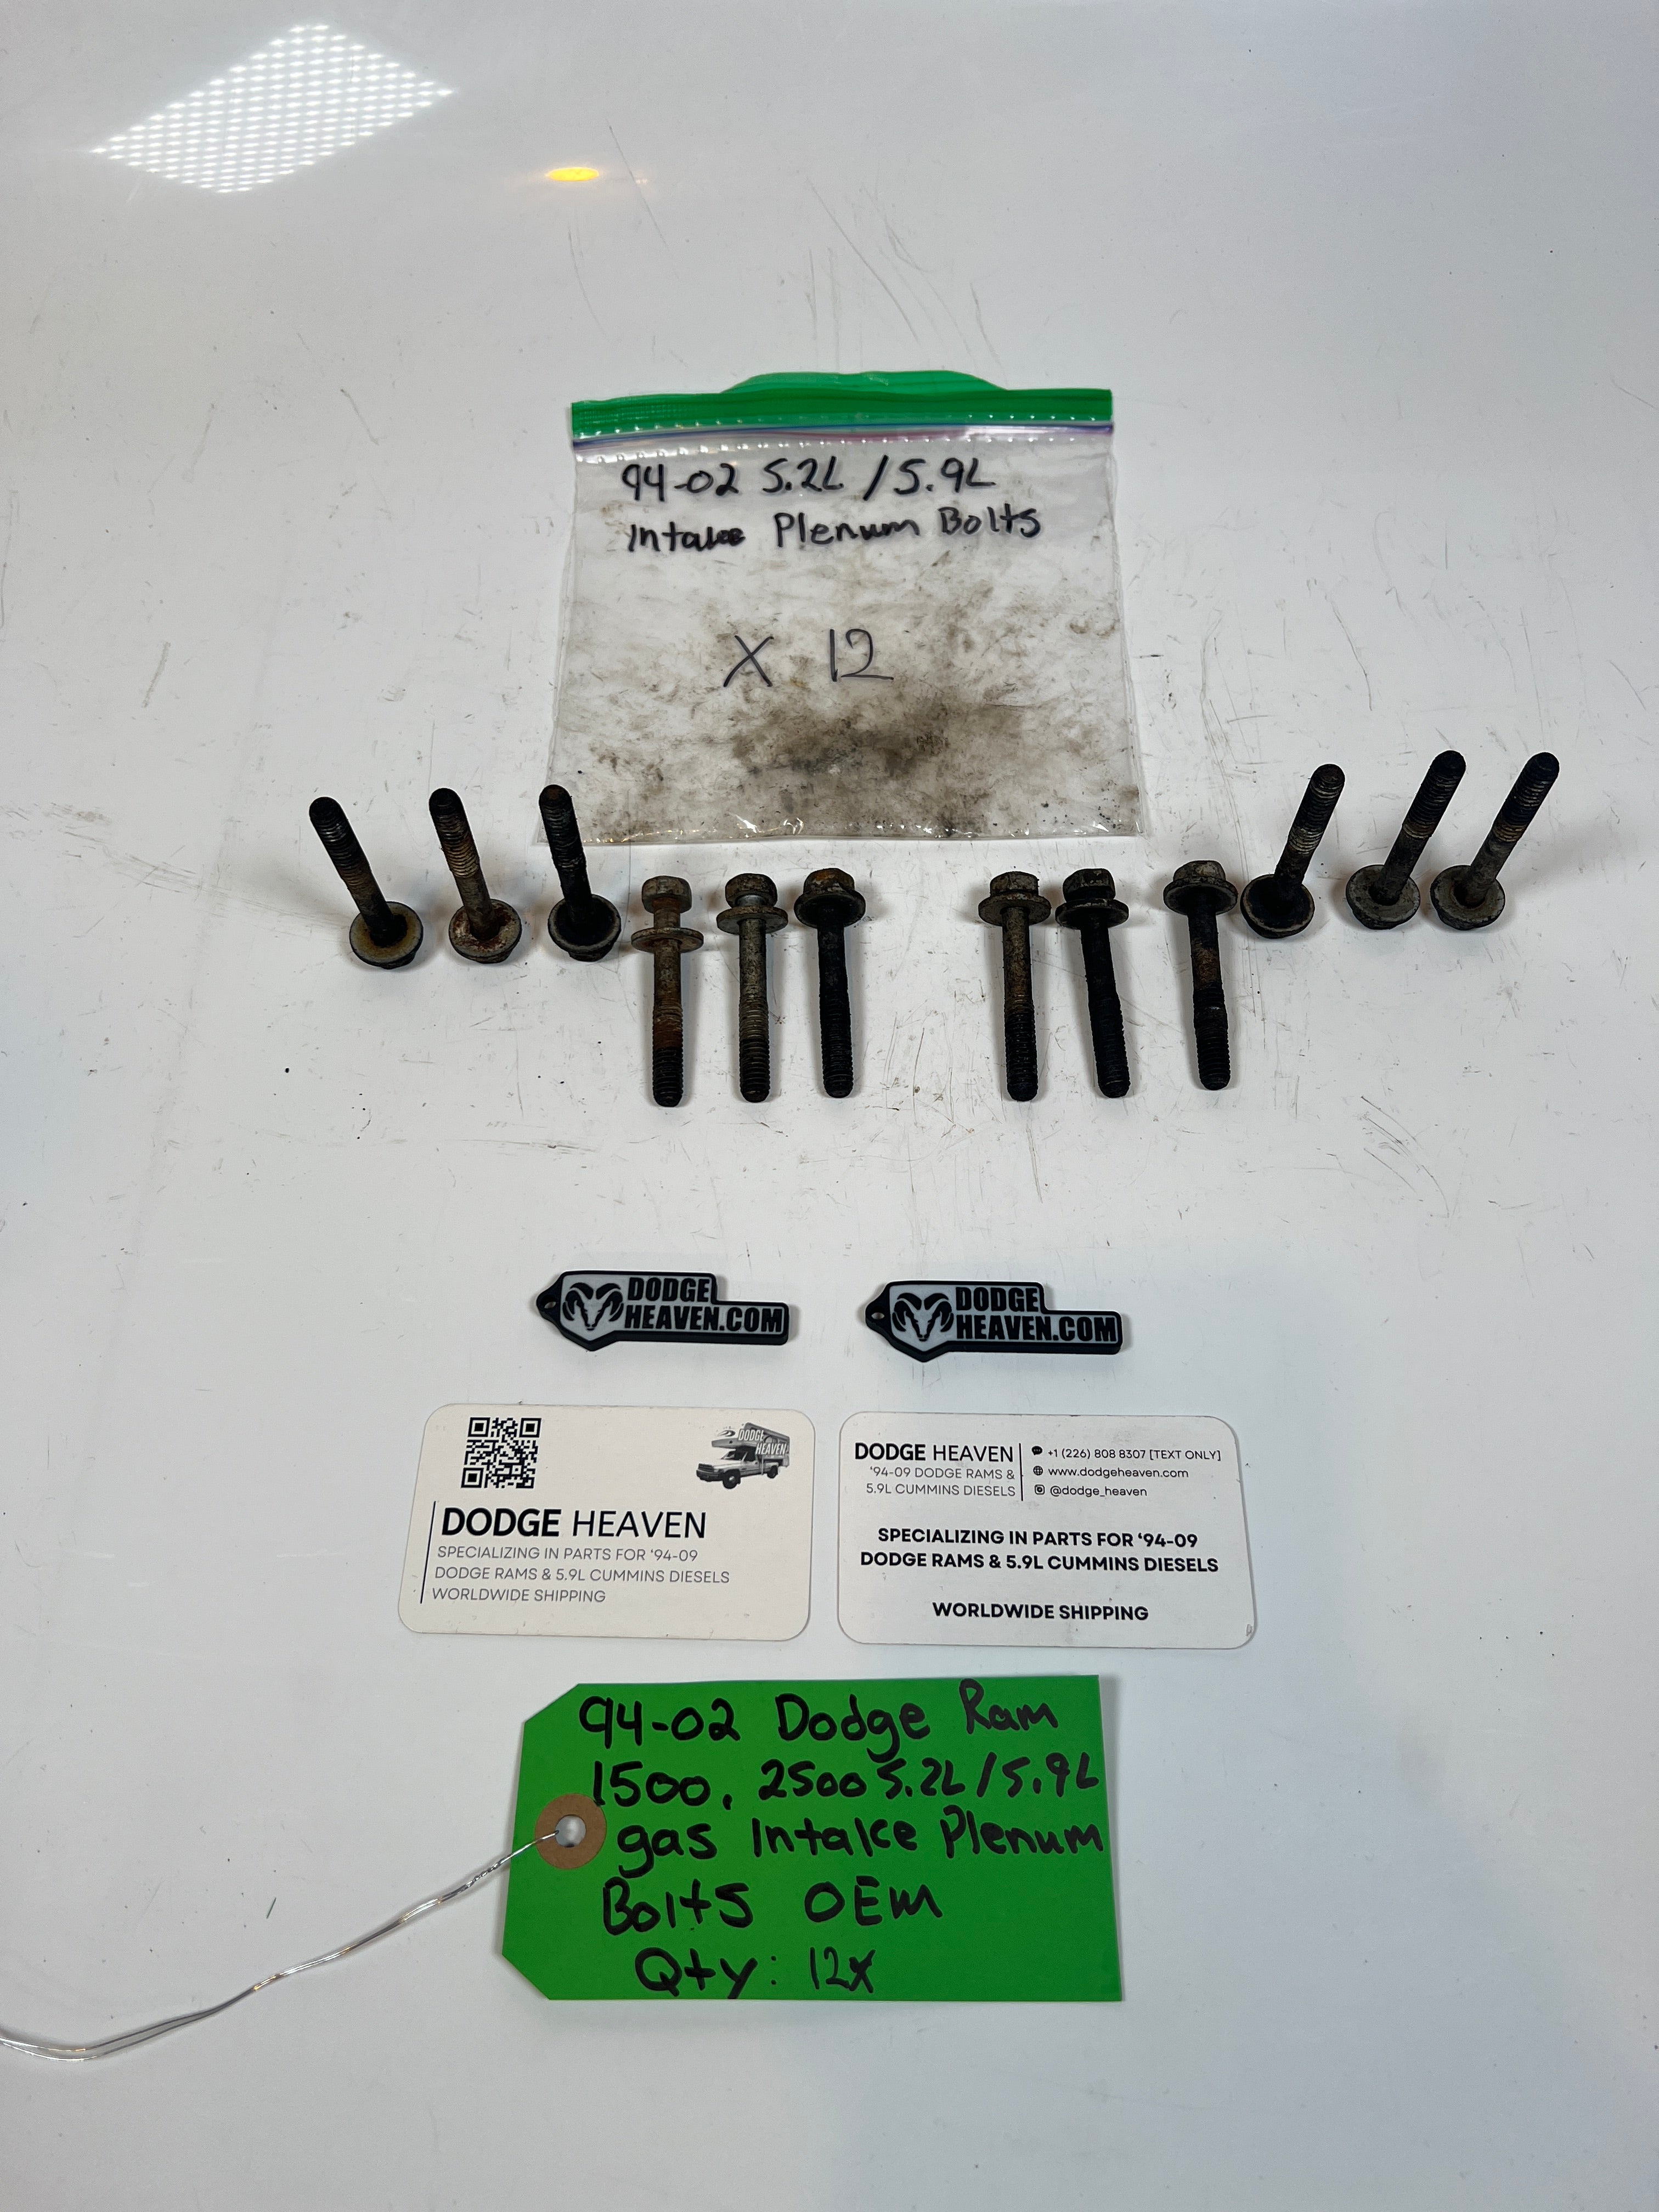 94-02 5.2L / 5.9L
Intake Plenum Bolts
X 12
DODGE
HEAVEN.COM
DODGE
HEAVEN.COM
DODGE
HEAVEN
DODGE HEAVEN
SPECIALIZING IN PARTS FOR '94-09
DODGE RAMS & 5.9L CUMMINS DIESELS
WORLDWIDE SHIPPING
DODGE HEAVEN
'94-09 DODGE RAMS &
5.9L CUMMINS DIESELS
+1 (226) 808 8307 [TEXT ONLY]
www.dodgeheaven.com
@dodge_heaven
SPECIALIZING IN PARTS FOR '94-09
DODGE RAMS & 5.9L CUMMINS DIESELS
WORLDWIDE SHIPPING
94-02 Dodge Ram
1500, 2500 5.2L / 5.9L
gas Intake Plenum
Bolts OEM
Qty: 12x